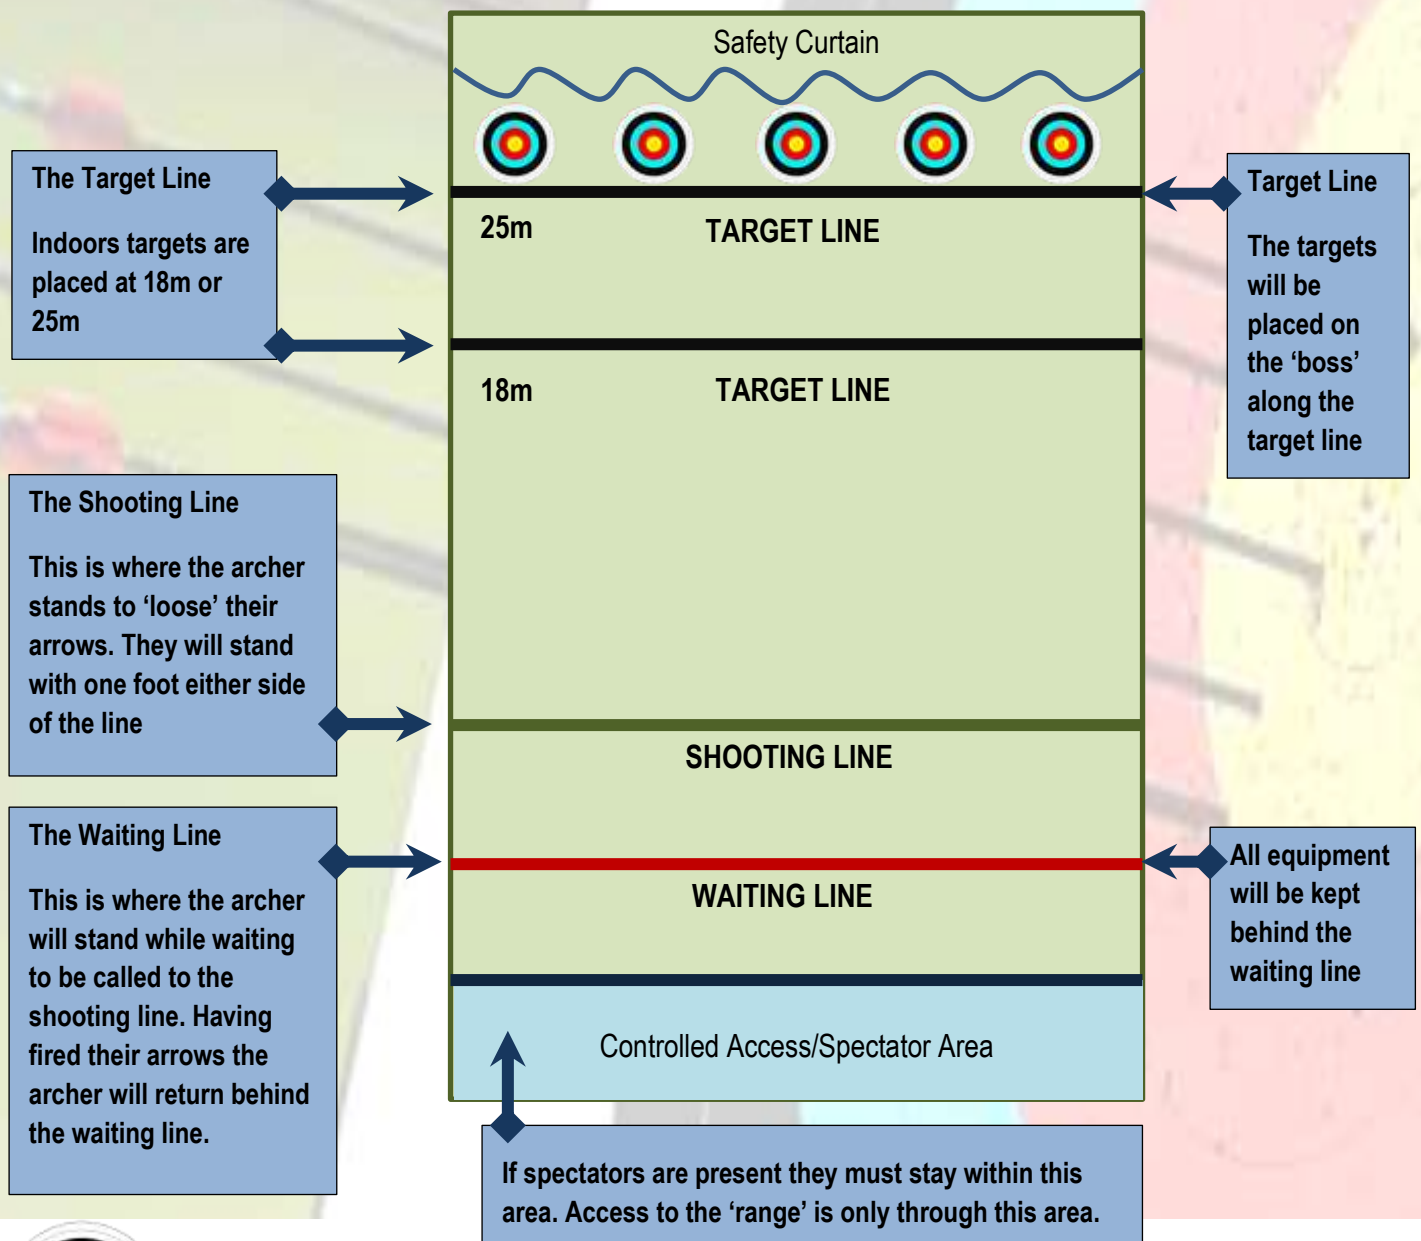 Safety Curtain
The Target Line
Indoors targets are
placed at 18m or
25m
25m
TARGET LINE
18m
TARGET LINE
Target Line
The targets
will be
placed on
the ‘boss’
along the
target line
The Shooting Line
This is where the archer
stands to ‘loose’ their
arrows. They will stand
with one foot either side
of the line
SHOOTING LINE
The Waiting Line
This is where the archer
will stand while waiting
to be called to the
shooting line. Having
fired their arrows the
archer will return behind
the waiting line.
WAITING LINE
All equipment
will be kept
behind the
waiting line
Controlled Access/Spectator Area
If spectators are present they must stay within this
area. Access to the ‘range’ is only through this area.